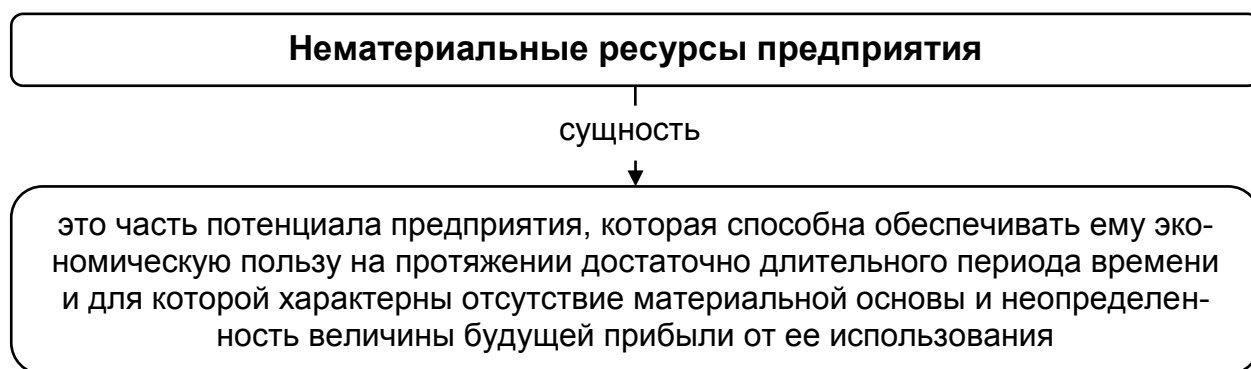 Нематериальные ресурсы предприятия
сущность
это часть потенциала предприятия, которая способна обеспечивать ему эко-
номическую пользу на протяжении достаточно длительного периода времени
и для которой характерны отсутствие материальной основы и неопределен-
ность величины будущей прибыли от ее использования